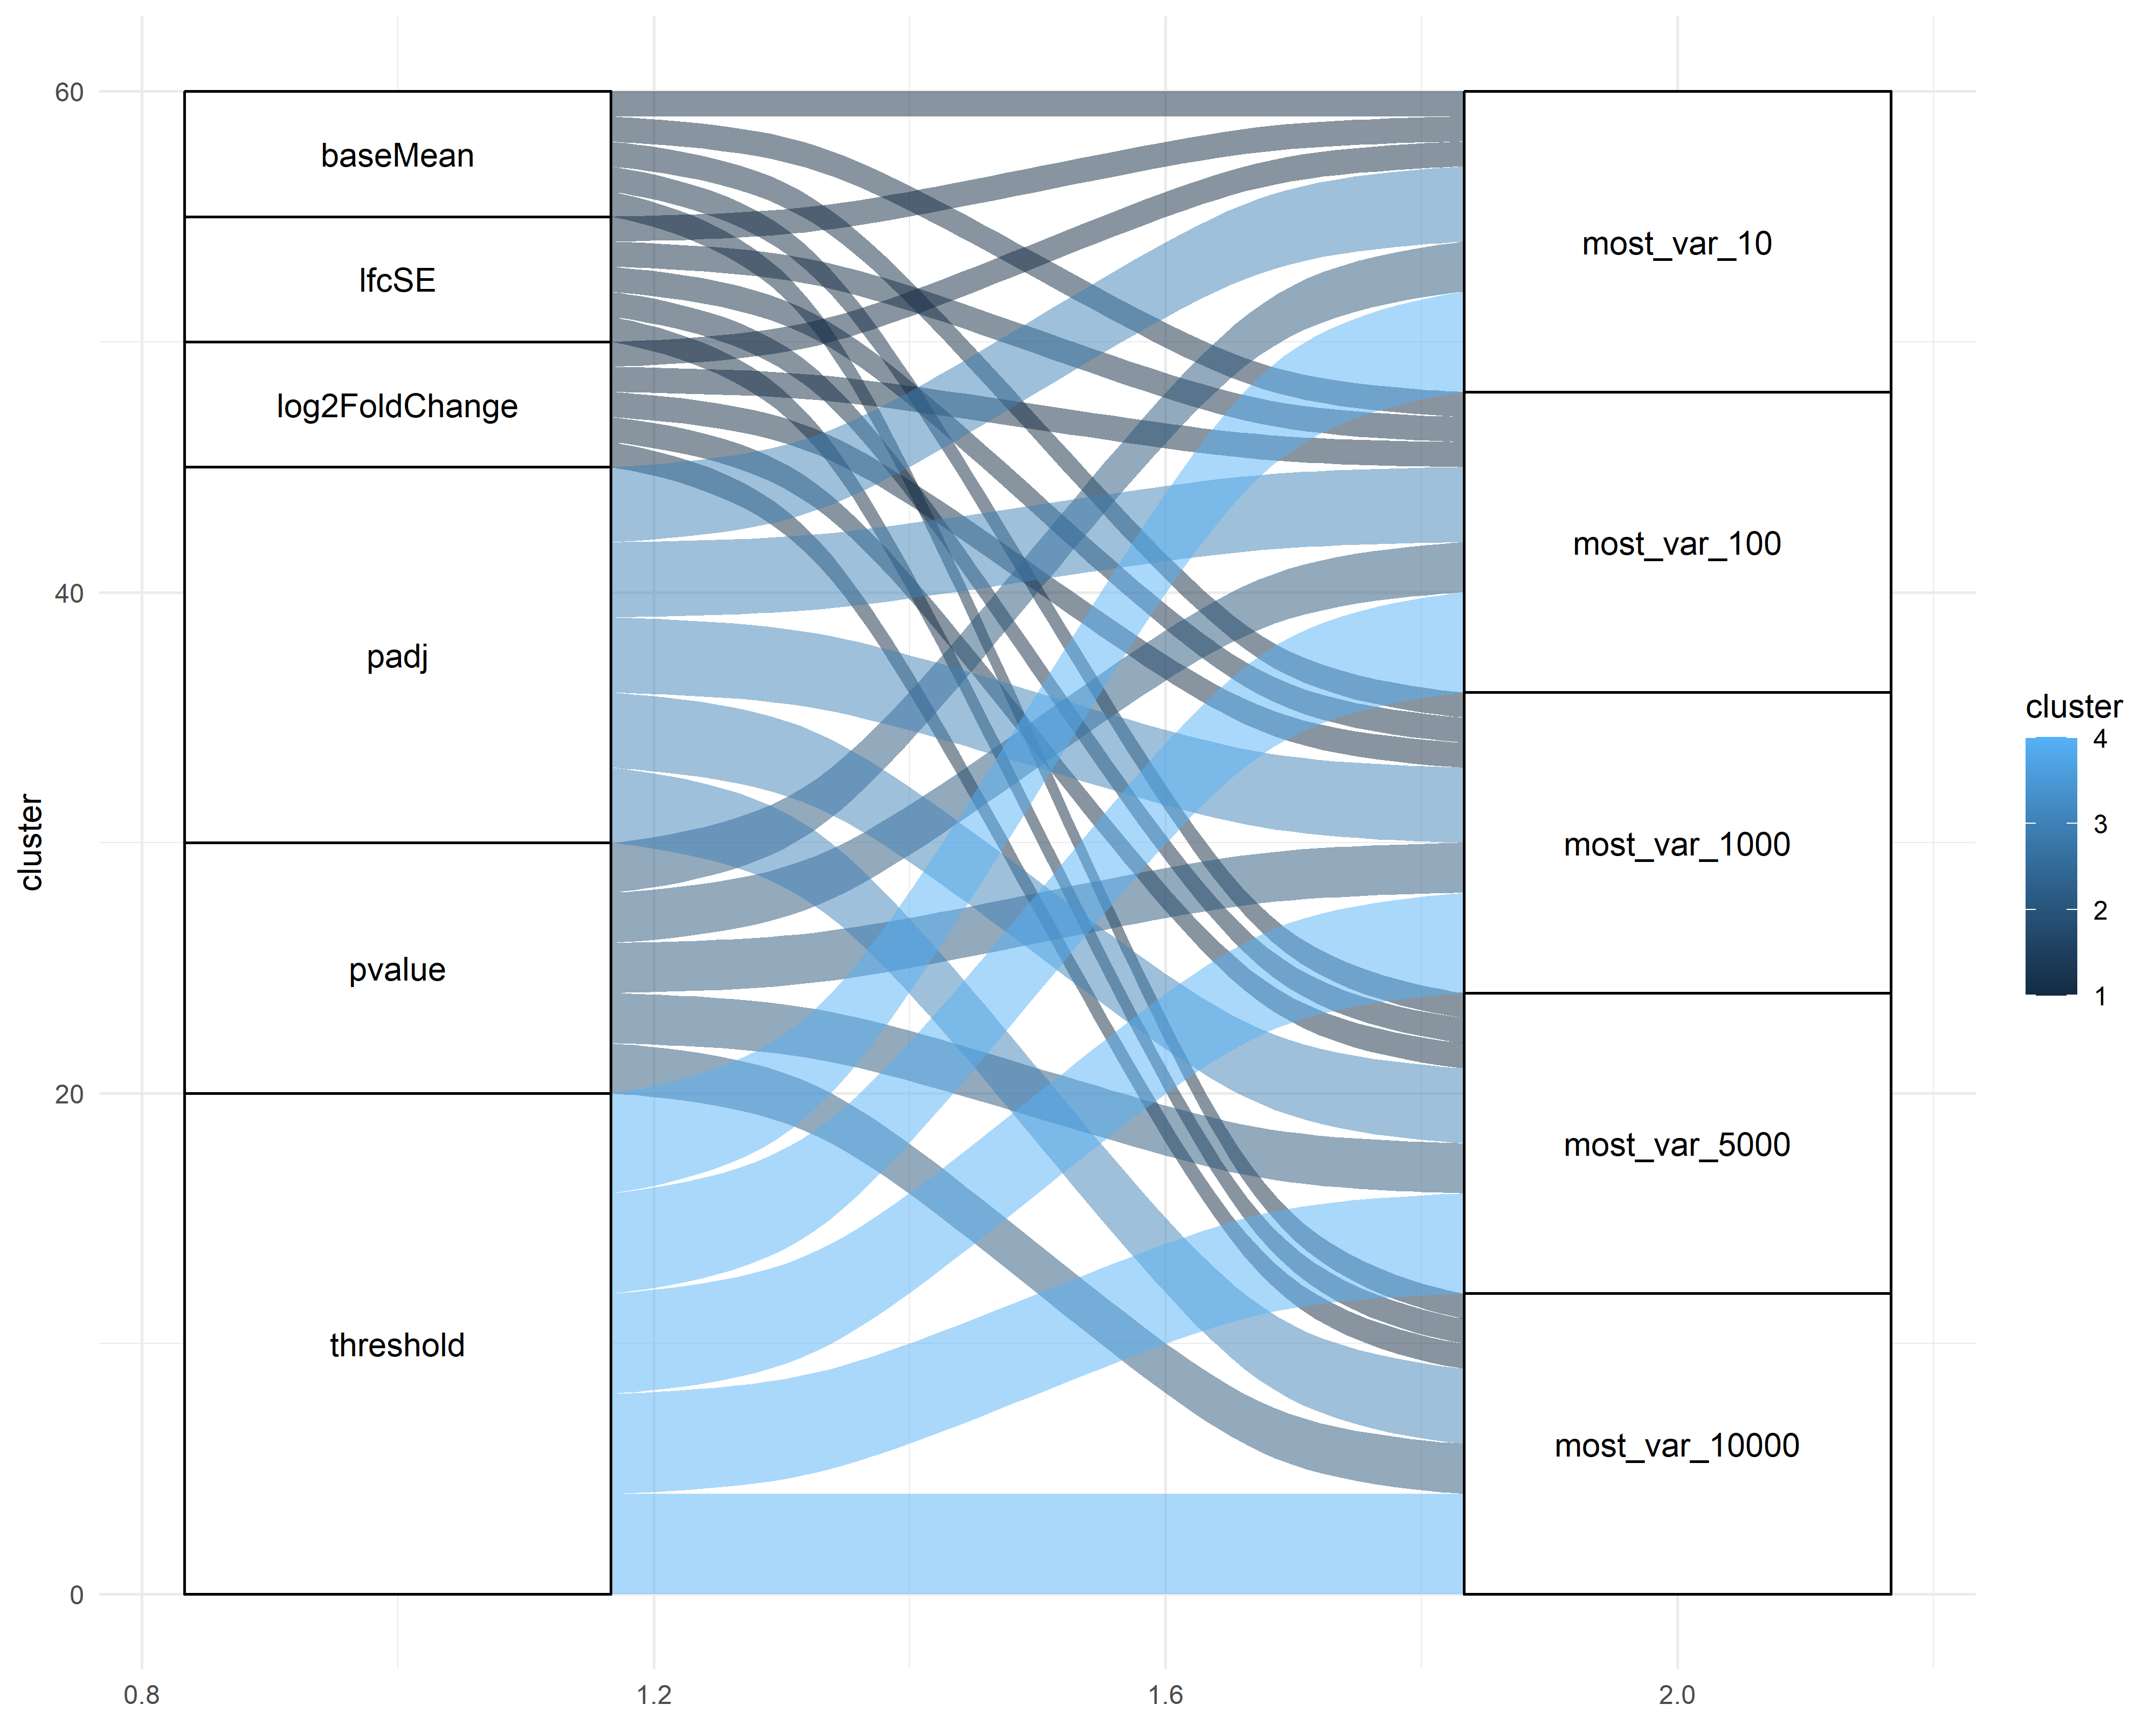 60
40
20
0
cluster
baseMean
lfcSE
log2FoldChange
padj
pvalue
threshold
most_var_10
most_var_100
most_var_1000
most_var_5000
most_var_10000
0.8
1.2
1.6
2.0
cluster
4
3
2
1